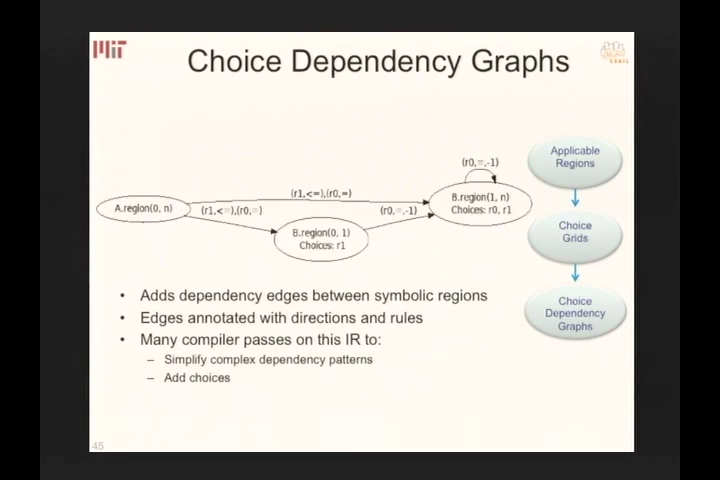 MIT
Choice Dependency Graphs
CSAIL
(r0,=,-1)
Applicable
Regions
(r1,<=),(r0,=)
A.region(0, n)
(r1,<=),(r0,=)
(r0,=,-1)
B.region(1, n)
Choices: r0, r1
B.region(0, 1)
Choices: r1
Choice
Grids
• Adds dependency edges between symbolic regions
• Edges annotated with directions and rules
• Many compiler passes on this IR to:
– Simplify complex dependency patterns
– Add choices
Choice
Dependency
Graphs
45